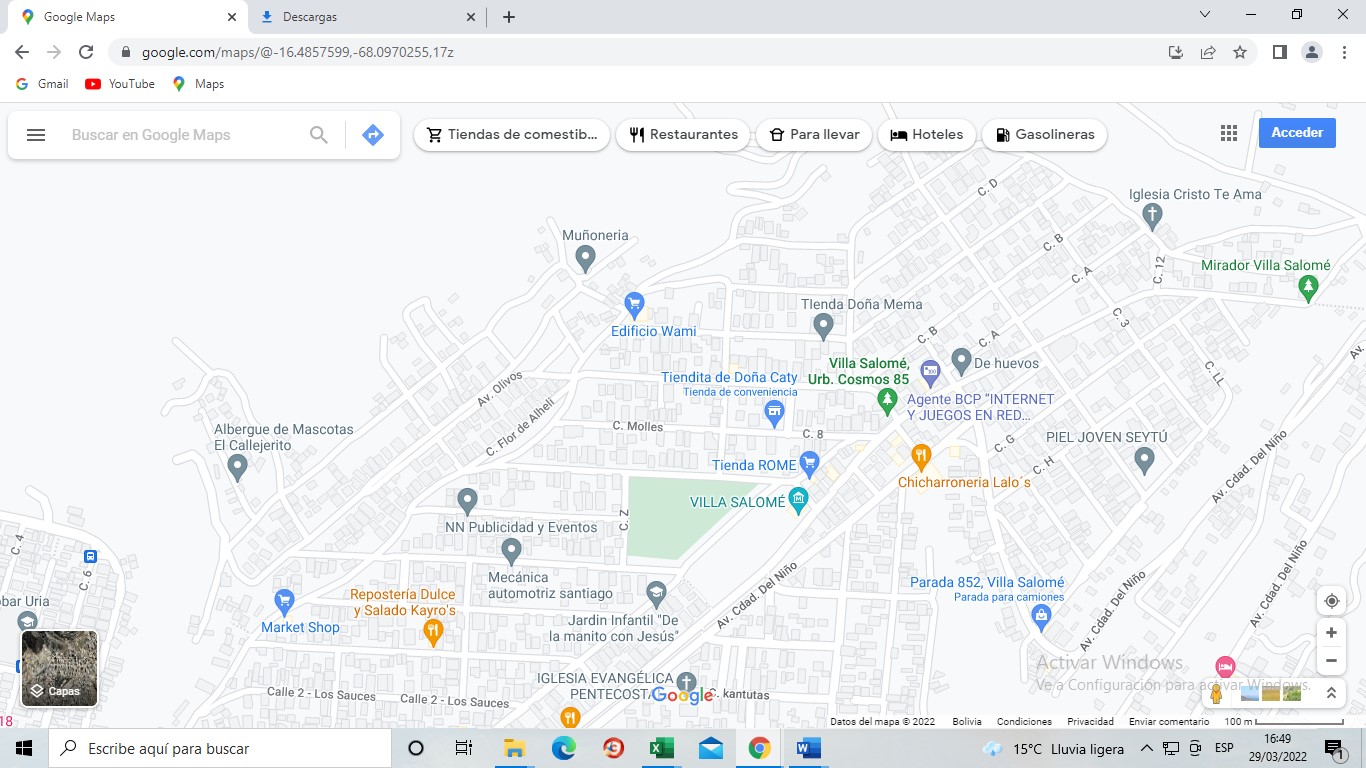 Google Maps
Descargas
google.com/maps/@-16.4857599,-68.0970255,17z
Gmail
YouTube
Maps
Buscar en Google Maps
Tiendas de comestib...
Restaurantes
Para llevar
Hoteles
Gasolineras
Acceder
C. D
Iglesia Cristo Te Ama
Muñoneria
C. B
C. A
C. 12
Mirador Villa Salomé
Edificio Wami
TIenda Doña Mema
C. 3
C. B
C. A
Av.
Villa Salomé,
Urb. Cosmos 85
De huevos
Tiendita de Doña Caty
Tienda de conveniencia
Av. Olivos
C. LL
Agente BCP "INTERNET
Y JUEGOS EN RED...
C. Flor de Alheli
C. Molles
C. 8
Albergue de Mascotas
El Callejerito
C. G
C. H
PIEL JOVEN SEYTÚ
Av. Cdad. Del Niño
Tienda ROME
Chicharroneria Lalo´s
VILLA SALOMÉ
C. Z
NN Publicidad y Eventos
C. 4
C. 6
Mecánica
automotriz santiago
Av. Cdad. Del Niño
Parada 852, Villa Salomé
Parada para camiones
Av. Cdad. Del Niño
Av. Cdad. Del Niño
obar Uria
Repostería Dulce
y Salado Kayro's
Market Shop
Jardin Infantil "De
la manito con Jesús"
Capas
IGLESIA EVANGÉLICA
PENTECOSTA
Google
C. kantutas
Calle 2 - Los Sauces
Calle 2 - Los Sauces
Activar Windows
Ve a Configuración para activar Windows.
18
Datos del mapa © 2022
Bolivia
Condiciones
Privacidad
Enviar comentario
100 m
Escribe aquí para buscar
15°C Lluvia ligera
ESP
16:49
29/03/2022
1